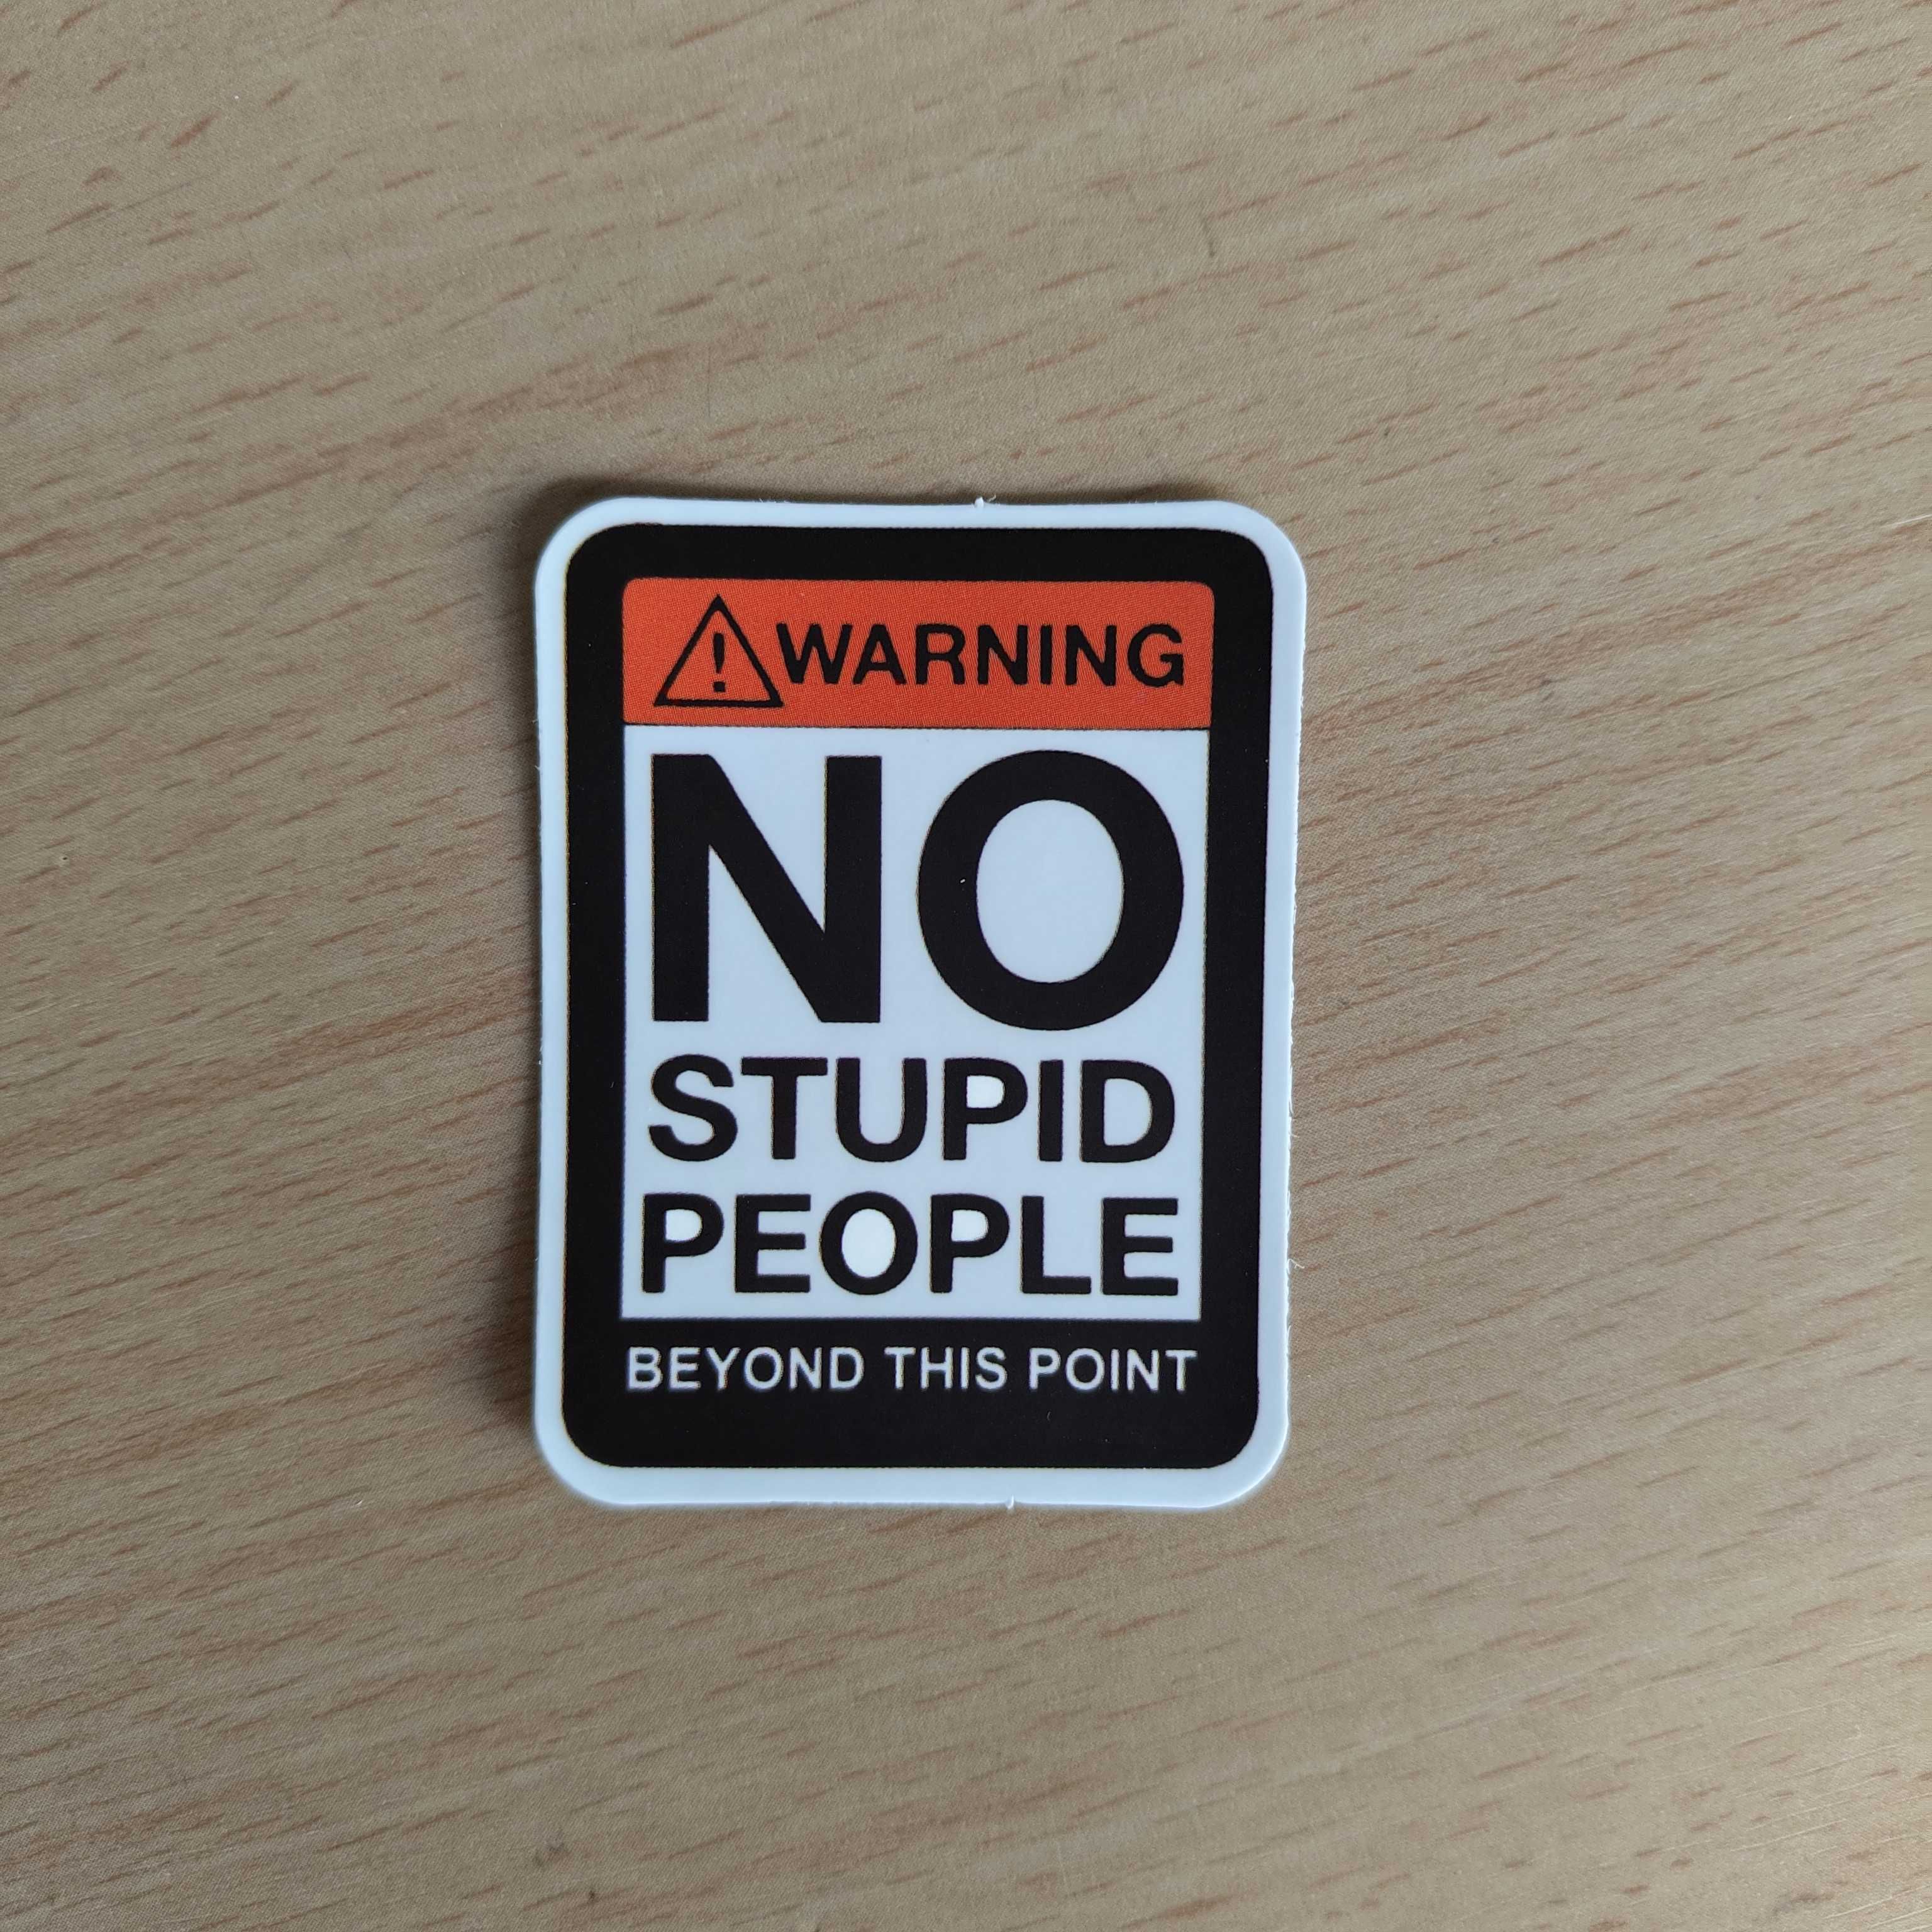 WARNING
NO
STUPID
PEOPLE
BEYOND THIS POINT